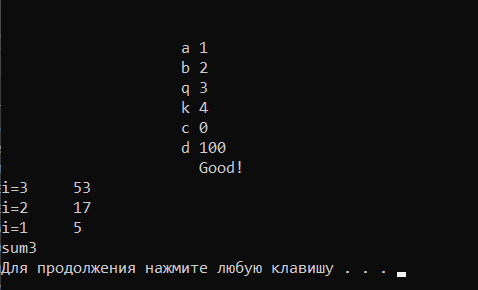 a 1
b 2
q 3
k 4
c 0
d 100
Good!
i=3 53
i=2 17
i=1 5
sum3
Для продолжения нажмите любую клавишу . . .